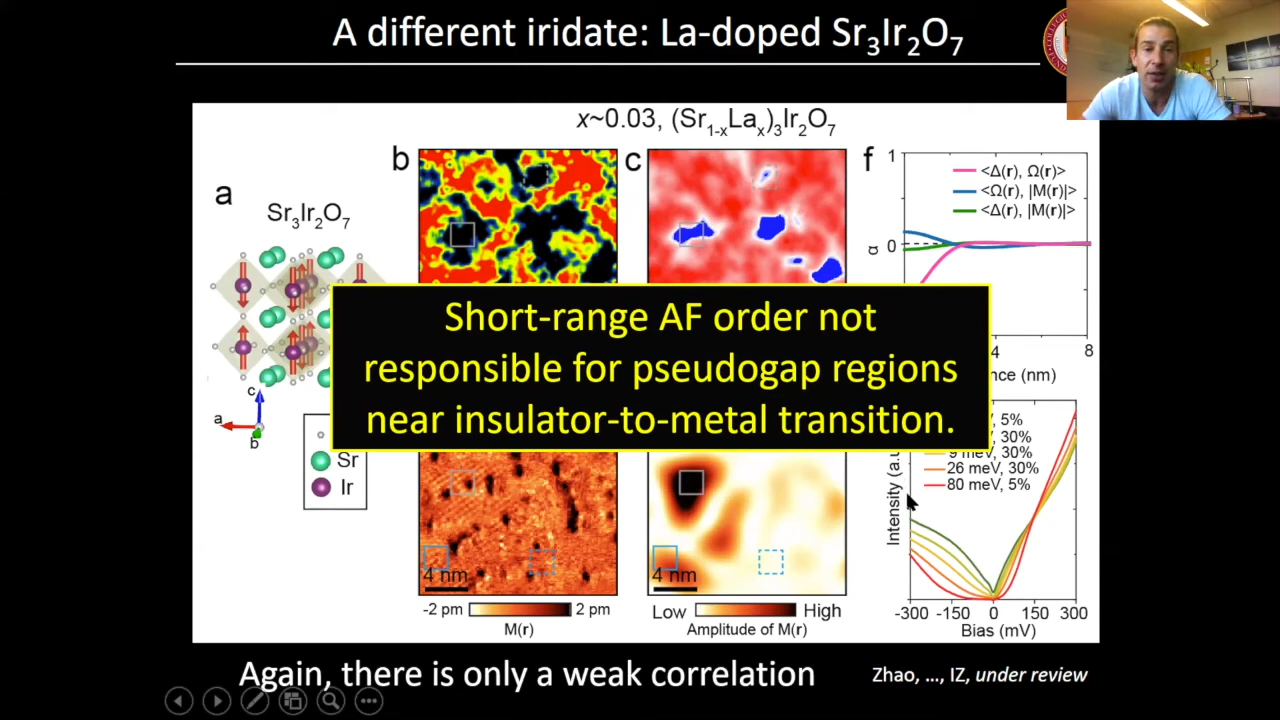 A different iridate: La-doped Sr₃Ir₂O₇
x~0.03, (Sr₁₋ₓLaₓ)₃Ir₂O₇
a
Sr₃Ir₂O₇
c
a
b
Sr
Ir
b
c
f
1
<Δ(r), Ω(r)>
<Ω(r), |M(r)|>
<Δ(r), |M(r)|>
α
0
4
8
nce (nm)
Short-range AF order not
responsible for pseudogap regions
near insulator-to-metal transition.
4 nm
-2 pm
2 pm
M(r)
4 nm
Low
High
Amplitude of M(r)
V, 5%
30%
9 meV, 30%
26 meV, 30%
80 meV, 5%
Intensity (a.u
-300 -150 0 150 300
Bias (mV)
Again, there is only a weak correlation
Zhao, ..., IZ, under review